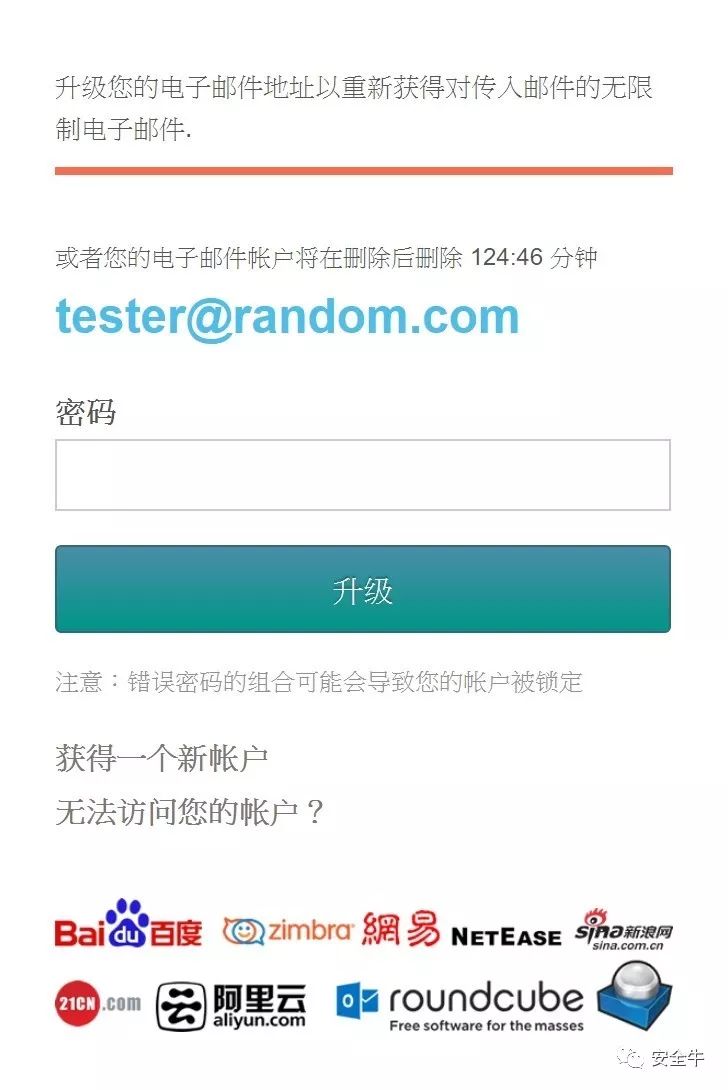 升级您的电子邮件地址以重新获得对传入邮件的无限
制电子邮件.
或者您的电子邮件帐户将在删除后删除 124:46 分钟
tester@random.com
密码
升级
注意：错误密码的组合可能会导致您的帐户被锁定
获得一个新帐户
无法访问您的帐户？
Bai du 百度 zimbra 網易 NETEASE sina新浪网
sina.com.cn
21CN.com 阿里云 roundcube
aliyun.com Free software for the masses
安全牛